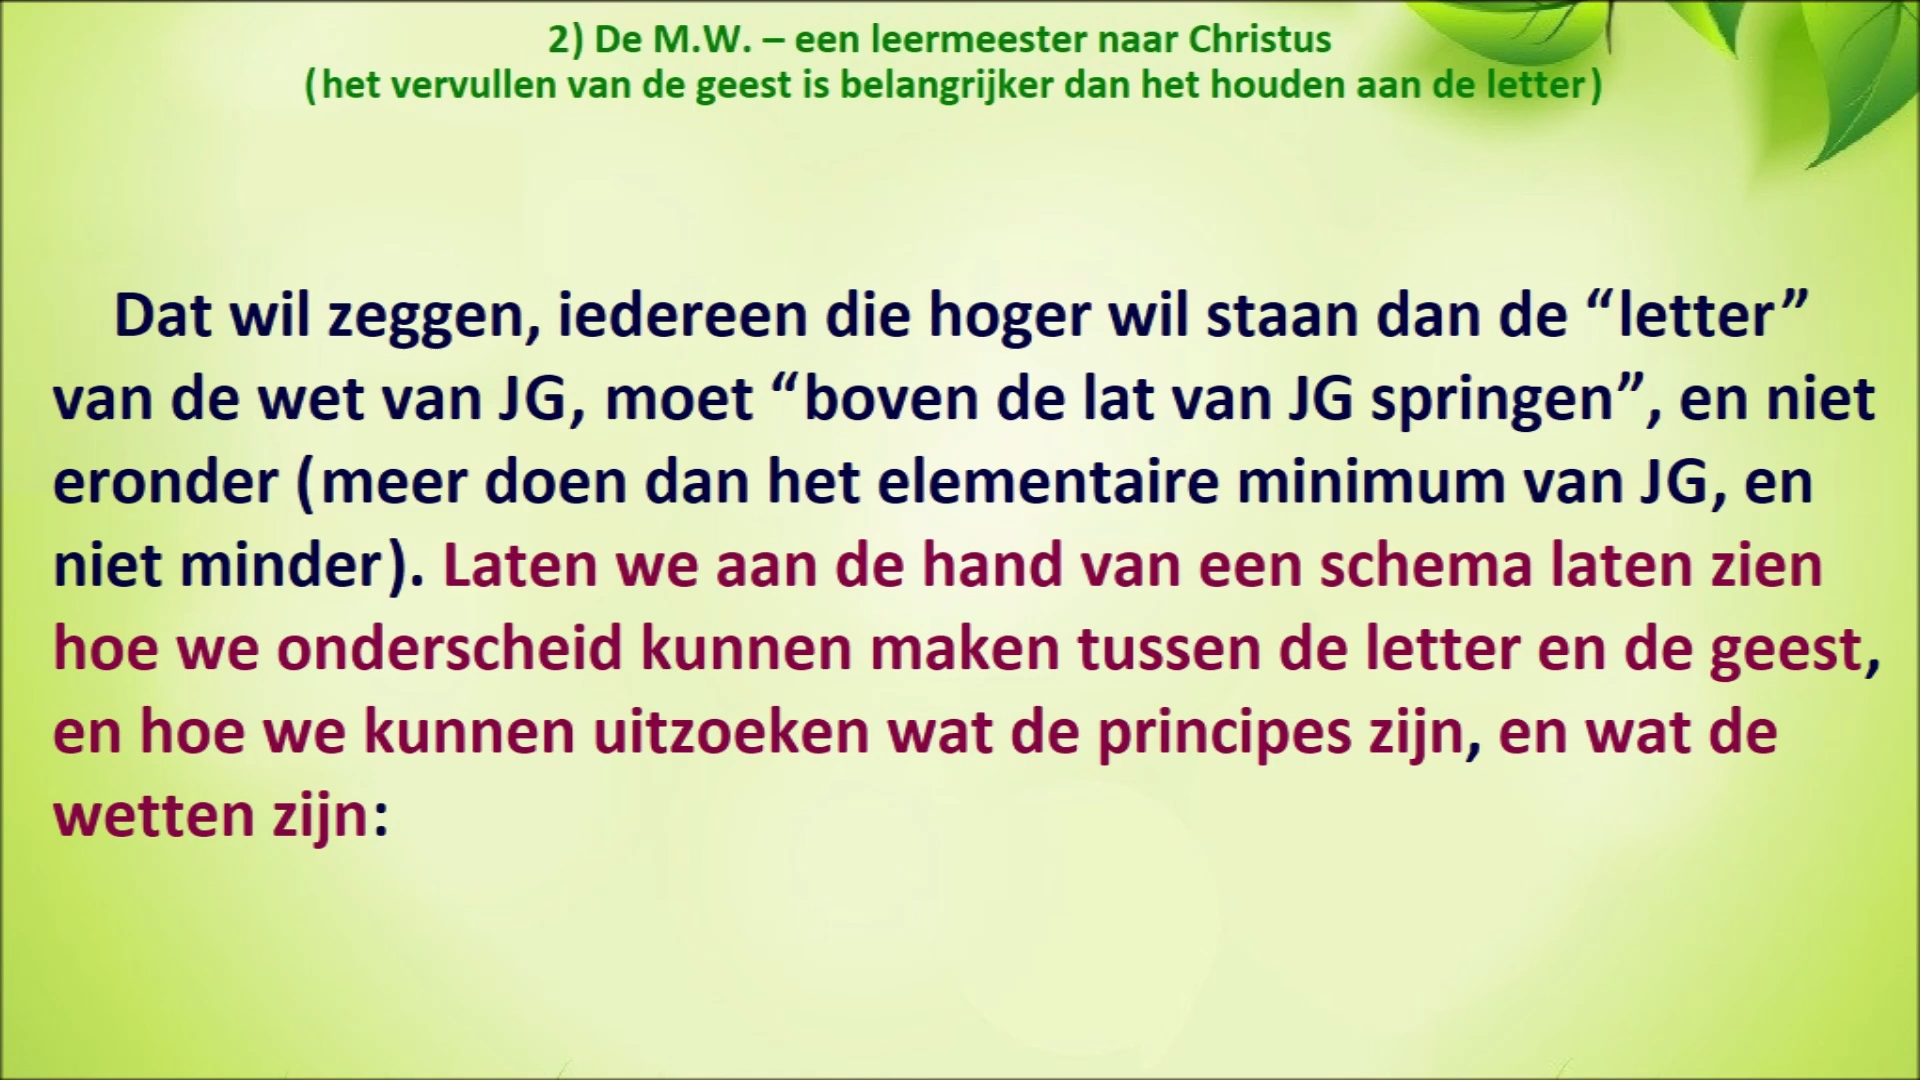 2) De M.W. – een leermeester naar Christus
(het vervullen van de geest is belangrijker dan het houden aan de letter)
Dat wil zeggen, iedereen die hoger wil staan dan de “letter”
van de wet van JG, moet “boven de lat van JG springen”, en niet
eronder (meer doen dan het elementaire minimum van JG, en
niet minder). Laten we aan de hand van een schema laten zien
hoe we onderscheid kunnen maken tussen de letter en de geest,
en hoe we kunnen uitzoeken wat de principes zijn, en wat de
wetten zijn: